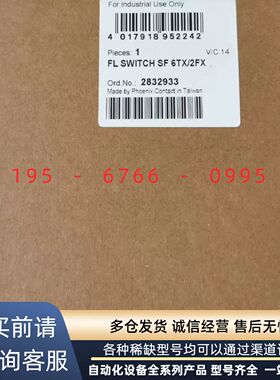 For Industrial Use Only
4 017918 952242
Pieces: 1
V/C.14
FL SWITCH SF 6TX/2FX
Ord.No.: 2832933
Made by Phoenix Contact in Taiwan
195 - 6766 - 0995
买前请
询客服
多仓发货 诚信经营 售后无忧
各种稀缺型号均可以通过渠道
自动化设备全系列产品 型号齐全